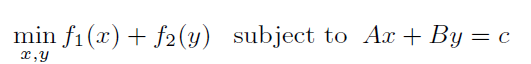 min f₁(x) + f₂(y) subject to Ax + By = c
x,y